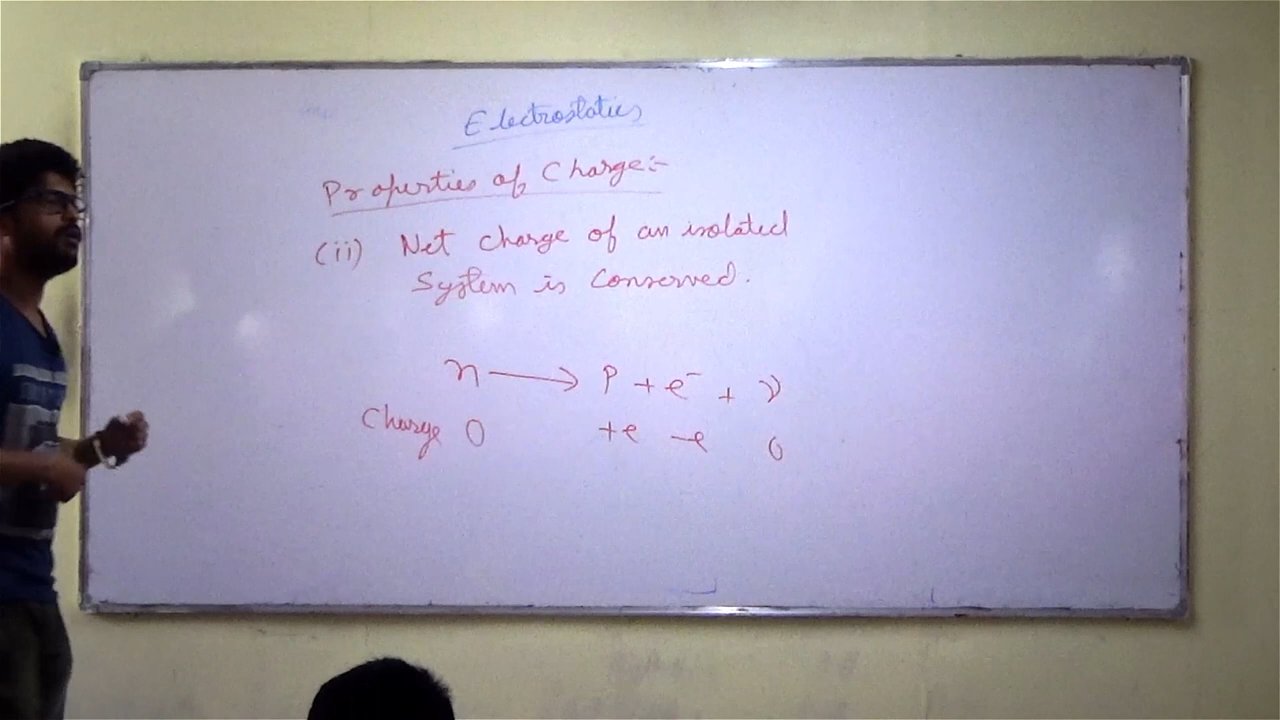 Electrostatics
Properties of Charge:-
(ii) Net charge of an isolated
System is Conserved.
n ⟶ P + e⁻ + ν
Charge 0 +e -e 0